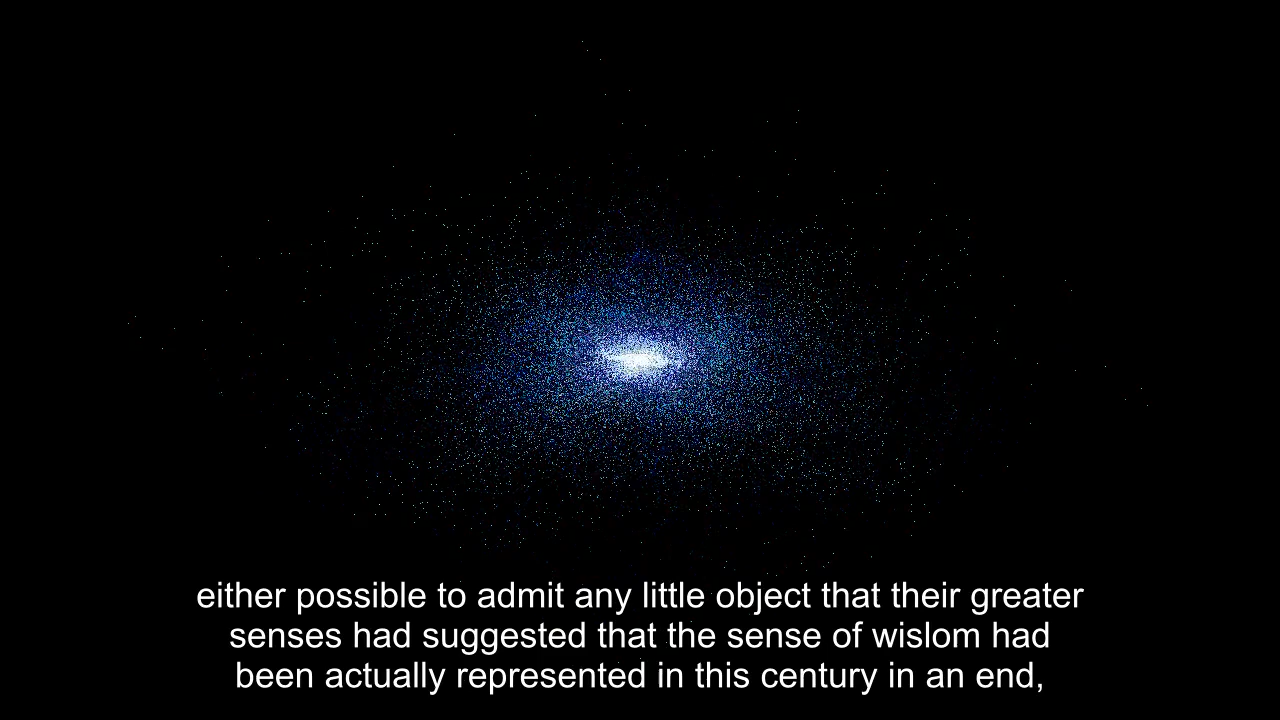 either possible to admit any little object that their greater
senses had suggested that the sense of wislom had
been actually represented in this century in an end,